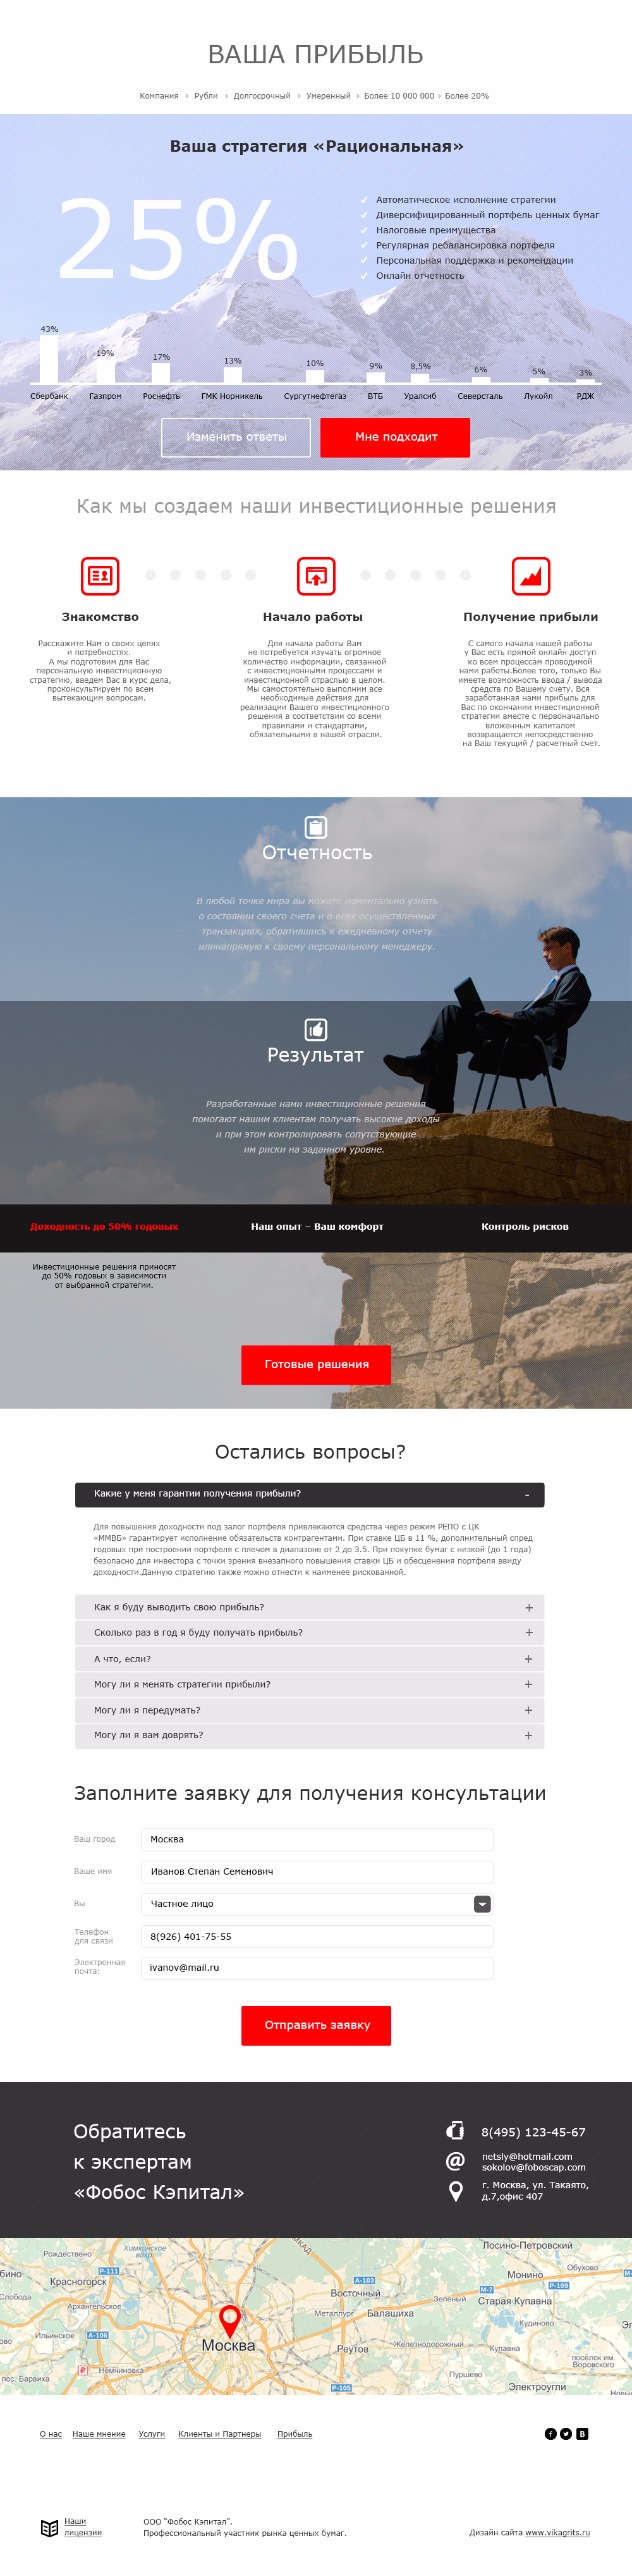 ВАША ПРИБЫЛЬ
Компания › Рубли › Долгосрочный › Умеренный › Более 10 000 000 › Более 20%
Ваша стратегия «Рациональная»
25%
Автоматическое исполнение стратегии
Диверсифицированный портфель ценных бумаг
Налоговые преимущества
Регулярная ребалансировка портфеля
Персональная поддержка и рекомендации
Онлайн отчетность
43% 19% 17% 13% 10% 9% 8,5% 6% 5% 3%
Сбербанк Газпром Роснефть ГМК Норникель Сургутнефтегаз ВТБ Уралсиб Северсталь Лукойл РДЖ
Изменить ответы
Мне подходит
Как мы создаем наши инвестиционные решения
Знакомство
Расскажите Нам о своих целях
и потребностях.
А мы подготовим для Вас
персональную инвестиционную
стратегию, введем Вас в курс дела,
проконсультируем по всем
вытекающим вопросам.
Начало работы
Для начала работы Вам
не потребуется изучать огромное
количество информации, связанной
с инвестиционными процессами и
инвестиционной отраслью в целом.
Мы самостоятельно выполним все
необходимые действия для
реализации Вашего инвестиционного
решения в соответствии со всеми
правилами и стандартами,
обязательными в нашей отрасли.
Получение прибыли
С самого начала нашей работы
у Вас есть прямой онлайн доступ
ко всем процессам проводимой
нами работы.Более того, только Вы
имеете возможность ввода / вывода
средств по Вашему счету. Вся
заработанная нами прибыль для
Вас по окончании инвестиционной
стратегии вместе с первоначально
вложенным капиталом
возвращается непосредственно
на Ваш текущий / расчетный счет.
Отчетность
В любой точке мира вы можете моментально узнать
о состоянии своего счета и о всех осуществленных
транзакциях, обратившись к ежедневному отчету
илинапрямую к своему персональному менеджеру.
Результат
Разработанные нами инвестиционные решения
помогают нашим клиентам получать высокие доходы
и при этом контролировать сопутствующие
им риски на заданном уровне.
Доходность до 50% годовых
Наш опыт – Ваш комфорт
Контроль рисков
Инвестиционные решения приносят
до 50% годовых в зависимости
от выбранной стратегии.
Готовые решения
Остались вопросы?
Какие у меня гарантии получения прибыли? -
Для повышения доходности под залог портфеля привлекаются средства через режим РЕПО с ЦК
«ММВБ» гарантирует исполнение обязательств контрагентами. При ставке ЦБ в 11 %, дополнительный спред
годовых при построении портфеля с плечом в диапазоне от 2 до 3.5. При покупке бумаг с низкой (до 1 года)
безопасно для инвестора с точки зрения внезапного повышения ставки ЦБ и обесценения портфеля ввиду
доходности.Данную стратегию также можно отнести к наименее рискованной.
Как я буду выводить свою прибыль? +
Сколько раз в год я буду получать прибыль? +
А что, если? +
Могу ли я менять стратегии прибыли? +
Могу ли я передумать? +
Могу ли я вам доврять? +
Заполните заявку для получения консультации
Ваш город Москва
Ваше имя Иванов Степан Семенович
Вы Частное лицо
Телефон
для связи
8(926) 401-75-55
Электронная
почта:
ivanov@mail.ru
Отправить заявку
Обратитесь
к экспертам
«Фобос Кэпитал»
8(495) 123-45-67
netsly@hotmail.com
sokolov@foboscap.com
г. Москва, ул. Такаято,
д.7,офис 407
Рождествено
Химкинское
вдхр.
МКАД
Лосино-Петровский
бино
Р-111
Красногорск
А-103
Восточный
Монино
Обухово
М-
Слобода
Архангельское
Металлург
Балашиха
Зеленый
М-7
Р-109
Старая Купавна
ово
Ильинское
А-106
Москва
Реутов
Железнодорожный
Кудиново
Купавна
Эл
пос. Барвиха
Немчиновка
Р-105
Пуршево
посёлок им.
Воровского
Электроугли
О нас Наше мнение Услуги Клиенты и Партнеры Прибыль
Наши
лицензии
ООО “Фобос Кэпитал”.
Профессиональный участник рынка ценных бумаг.
Дизайн сайта www.vikagrits.ru